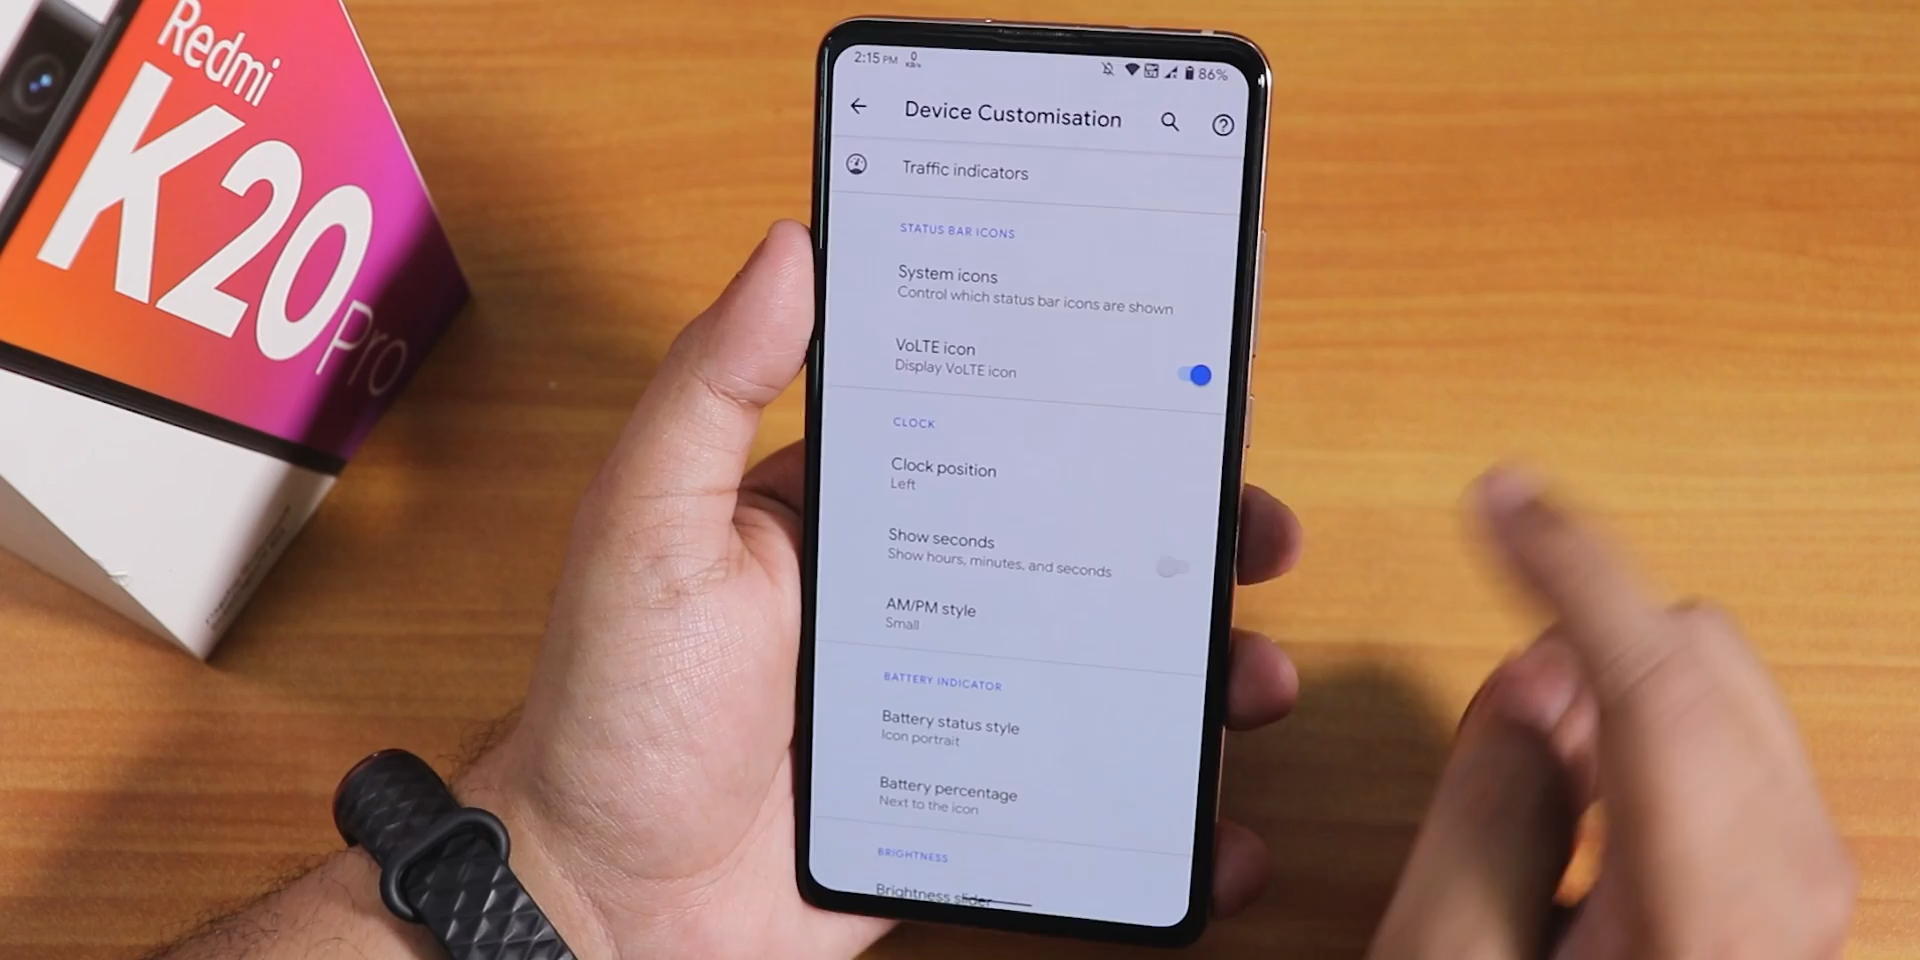 Redmi
K20
Pro
2:15 PM
0
KB/s
86%
Device Customisation
Traffic indicators
STATUS BAR ICONS
System icons
Control which status bar icons are shown
VoLTE icon
Display VoLTE icon
CLOCK
Clock position
Left
Show seconds
Show hours, minutes, and seconds
AM/PM style
Small
BATTERY INDICATOR
Battery status style
Icon portrait
Battery percentage
Next to the icon
BRIGHTNESS
Brightness slider